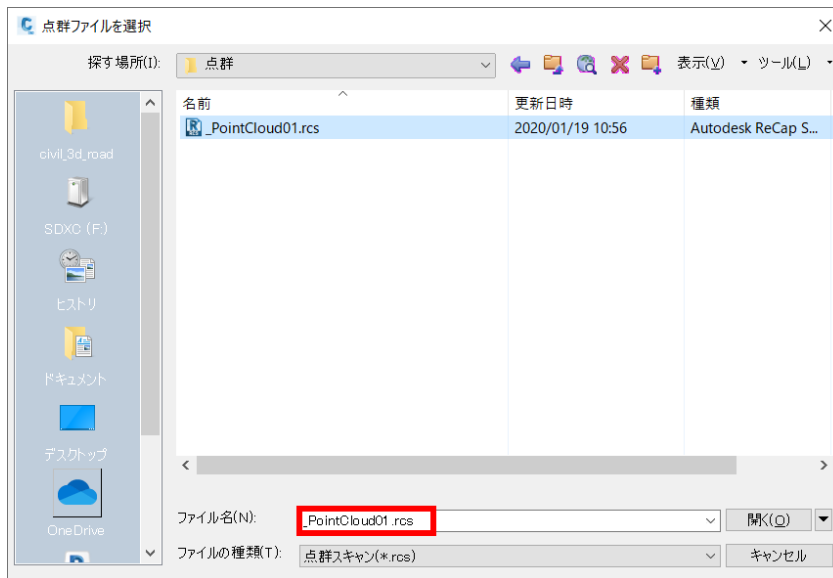 点群ファイルを選択
探す場所(I):
点群
表示(V)
ツール(L)
civil_3d_road
SDXC (F:)
ヒストリ
ドキュメント
デスクトップ
OneDrive
名前
更新日時
種類
_PointCloud01.rcs
2020/01/19 10:56
Autodesk ReCap S...
ファイル名(N):
_PointCloud01.rcs
開く(O)
ファイルの種類(T):
点群スキャン(*.rcs)
キャンセル